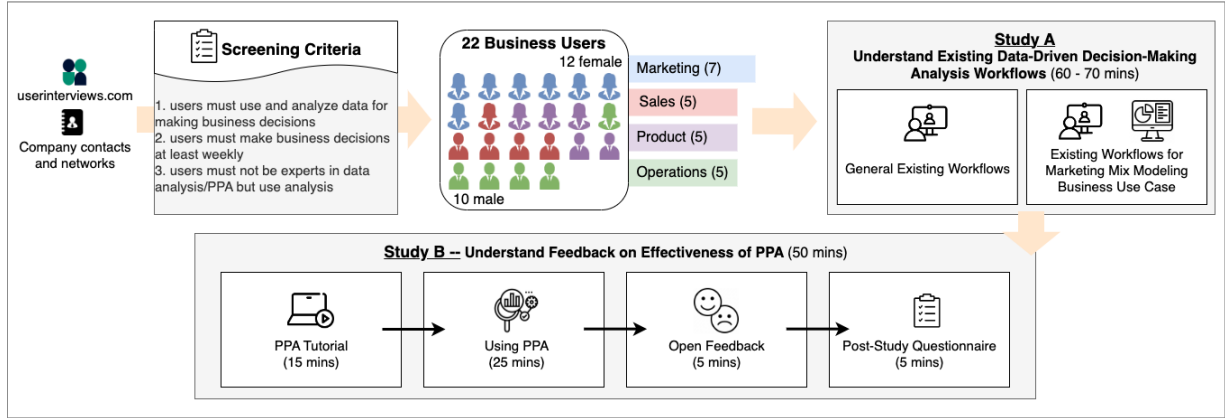 userinterviews.com
Company contacts
and networks
Screening Criteria
1. users must use and analyze data for
making business decisions
2. users must make business decisions
at least weekly
3. users must not be experts in data
analysis/PPA but use analysis
22 Business Users
12 female
10 male
Marketing (7)
Sales (5)
Product (5)
Operations (5)
Study A
Understand Existing Data-Driven Decision-Making
Analysis Workflows (60 - 70 mins)
General Existing Workflows
Existing Workflows for
Marketing Mix Modeling
Business Use Case
Study B -- Understand Feedback on Effectiveness of PPA (50 mins)
PPA Tutorial
(15 mins)
Using PPA
(25 mins)
Open Feedback
(5 mins)
Post-Study Questionnaire
(5 mins)